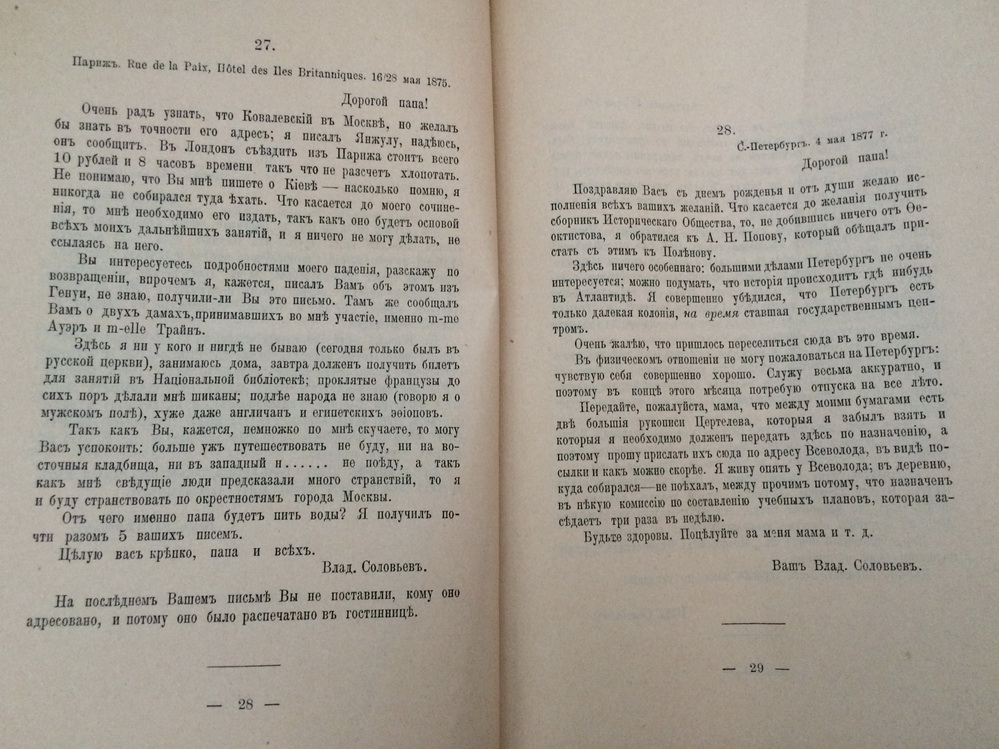 27.
Парижъ. Rue de la Paix, Hôtel des Iles Britanniques. 16/28 мая 1875.
Дорогой папа!
Очень радъ узнать, что Ковалевскій въ Москвѣ, но желалъ
бы знать въ точности его адресъ; я писалъ Янжулу, надѣюсь,
онъ сообщитъ. Въ Лондонъ съѣздить изъ Парижа стоитъ всего
10 рублей и 8 часовъ времени такъ что не разсчетъ хлопотать.
Не понимаю, что Вы мнѣ пишете о Кіевѣ — насколько помню, я
никогда не собирался туда ѣхать. Что касается до моего сочине-
нія, то мнѣ необходимо его издать, такъ какъ оно будетъ основой
всѣхъ моихъ дальнѣйшихъ занятій, и я ничего не могу дѣлать, не
ссылаясь на него.
Вы интересуетесь подробностями моего паденія, разскажу по
возвращеніи, впрочемъ я, кажется, писалъ Вамъ объ этомъ изъ
Генуи, не знаю, получили-ли Вы это письмо. Тамъ же сообщалъ
Вамъ о двухъ дамахъ, принимавшихъ во мнѣ участіе, именно m-me
Ауэръ и m-elle Трайнъ.
Здѣсь я ни у кого и нигдѣ не бываю (сегодня только былъ въ
русской церкви), занимаюсь дома, завтра долженъ получить билетъ
для занятій въ Національной библіотекѣ; проклятые французы до
сихъ поръ дѣлали мнѣ шиканы; подлѣе народа не знаю (говорю я о
мужскомъ полѣ), хуже даже англичанъ и египетскихъ эѳіоповъ.
Такъ какъ Вы, кажется, немножко по мнѣ скучаете, то могу
Васъ успокоить: больше ужъ путешествовать не буду, ни на во-
сточныя кладбища, ни въ западный н...... не поѣду, а такъ
какъ мнѣ свѣдущіе люди предсказали много странствій, то я
и буду странствовать по окрестностямъ города Москвы.
Отъ чего именно папа будетъ пить воды? Я получилъ по-
чти разомъ 5 вашихъ писемъ.
Цѣлую васъ крѣпко, папа и всѣхъ.
Влад. Соловьевъ.
На послѣднемъ Вашемъ письмѣ Вы не поставили, кому оно
адресовано, и потому оно было распечатано въ гостинницѣ.
— 28 —
28.
С.-Петербургъ. 4 мая 1877 г.
Дорогой папа!
Поздравляю Васъ съ днемъ рожденья и отъ души желаю ис-
полненія всѣхъ вашихъ желаній. Что касается до желанія получить
сборникъ Историческаго Общества, то, не добившись ничего отъ Ѳе-
октистова, я обратился къ А. Н. Попову, который обѣщалъ при-
стать съ этимъ къ Полѣнову.
Здѣсь ничего особеннаго: большими дѣлами Петербургъ не очень
интересуется; можно подумать, что исторія происходитъ гдѣ нибудь
въ Атлантидѣ. Я совершенно убѣдился, что Петербургъ есть
только далекая колонія, на время ставшая государственнымъ цен-
тромъ.
Очень жалѣю, что пришлось переселиться сюда въ это время.
Въ физическомъ отношеніи не могу пожаловаться на Петербургъ:
чувствую себя совершенно хорошо. Служу весьма аккуратно, и
поэтому въ концѣ этого мѣсяца потребую отпуска на все лѣто.
Передайте, пожалуйста, мама, что между моими бумагами есть
двѣ большія рукописи Цертелева, которыя я забылъ взять и
которыя я необходимо долженъ передать здѣсь по назначенію, а
поэтому прошу прислать ихъ сюда по адресу Всеволода, въ видѣ по-
сылки и какъ можно скорѣе. Я живу опять у Всеволода; въ деревню,
куда собирался—не поѣхалъ, между прочимъ потому, что назначенъ
въ нѣкую комиссію по составленію учебныхъ плановъ, которая за-
сѣдаетъ три раза въ недѣлю.
Будьте здоровы. Поцѣлуйте за меня мама и т. д.
Вашъ Влад. Соловьевъ.
— 29 —